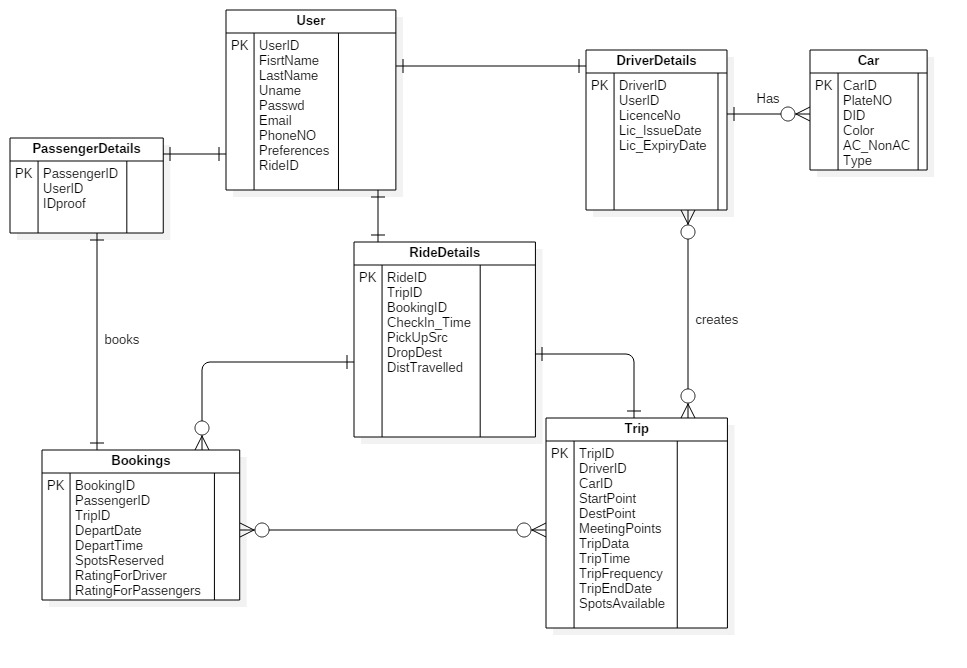 User
PK UserID
FisrtName
LastName
Uname
Passwd
Email
PhoneNO
Preferences
RideID
DriverDetails
PK DriverID
UserID
LicenceNo
Lic_IssueDate
Lic_ExpiryDate
Has
Car
PK CarID
PlateNO
DID
Color
AC_NonAC
Type
PassengerDetails
PK PassengerID
UserID
IDproof
RideDetails
PK RideID
TripID
BookingID
CheckIn_Time
PickUpSrc
DropDest
DistTravelled
books
creates
Bookings
PK BookingID
PassengerID
TripID
DepartDate
DepartTime
SpotsReserved
RatingForDriver
RatingForPassengers
Trip
PK TripID
DriverID
CarID
StartPoint
DestPoint
MeetingPoints
TripData
TripTime
TripFrequency
TripEndDate
SpotsAvailable